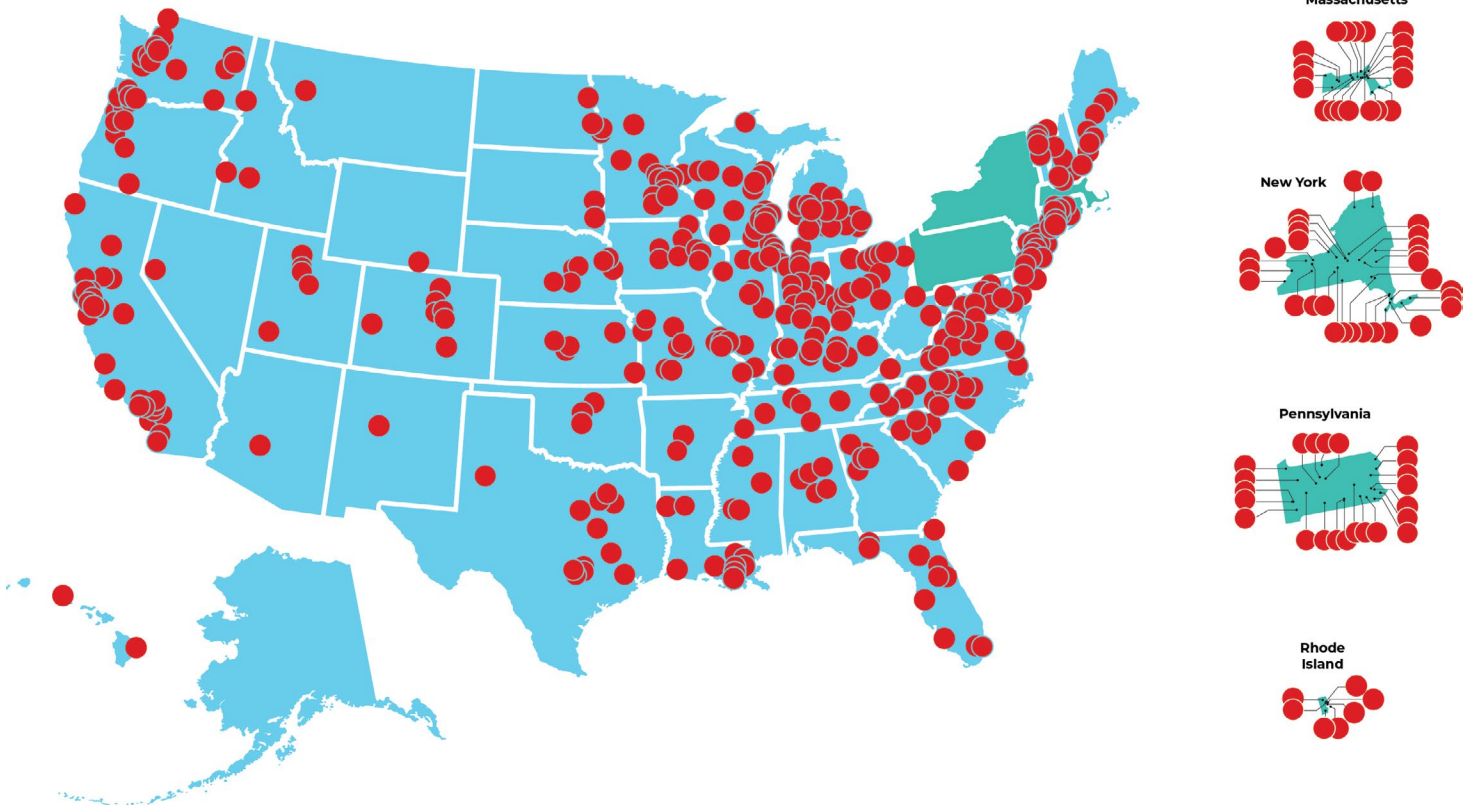 Massachusetts
New York
Pennsylvania
Rhode
Island